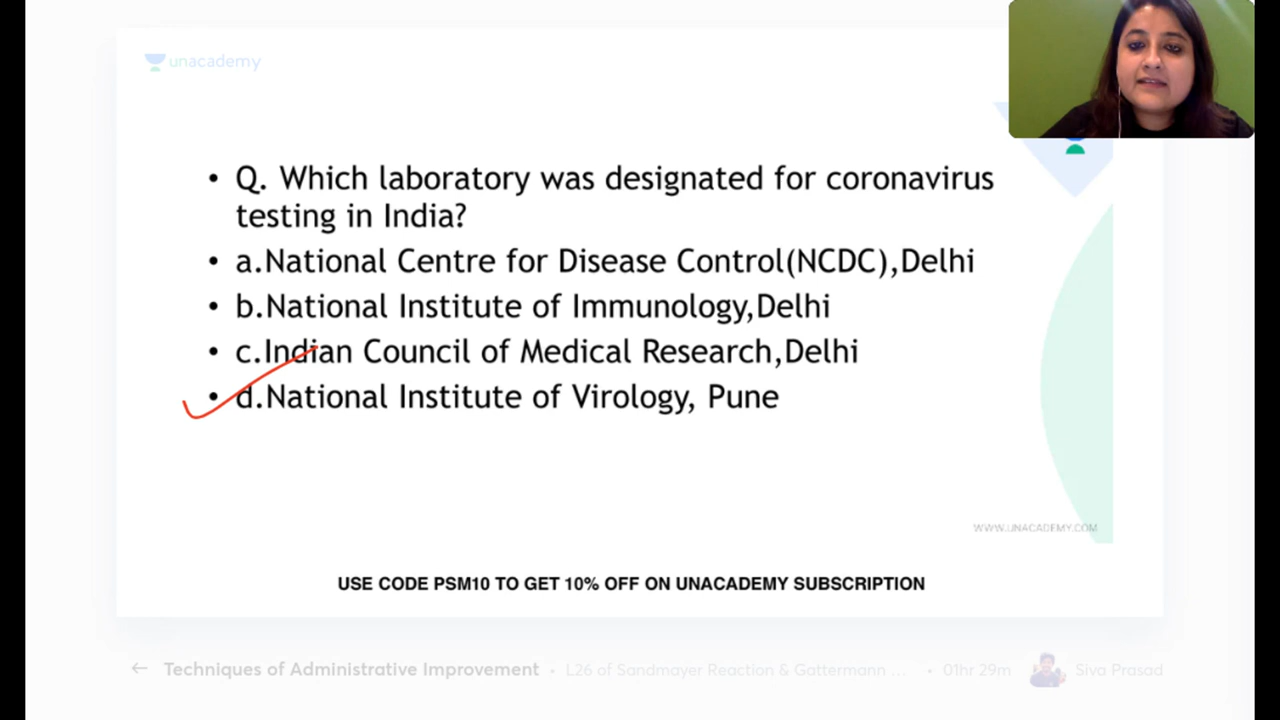 unacademy
• Q. Which laboratory was designated for coronavirus
testing in India?
• a.National Centre for Disease Control(NCDC),Delhi
• b.National Institute of Immunology,Delhi
• c.Indian Council of Medical Research,Delhi
• d.National Institute of Virology, Pune
WWW.UNACADEMY.COM
USE CODE PSM10 TO GET 10% OFF ON UNACADEMY SUBSCRIPTION
← Techniques of Administrative Improvement • L26 of Sandmayer Reaction & Gattermann ... • 01hr 29m Siva Prasad